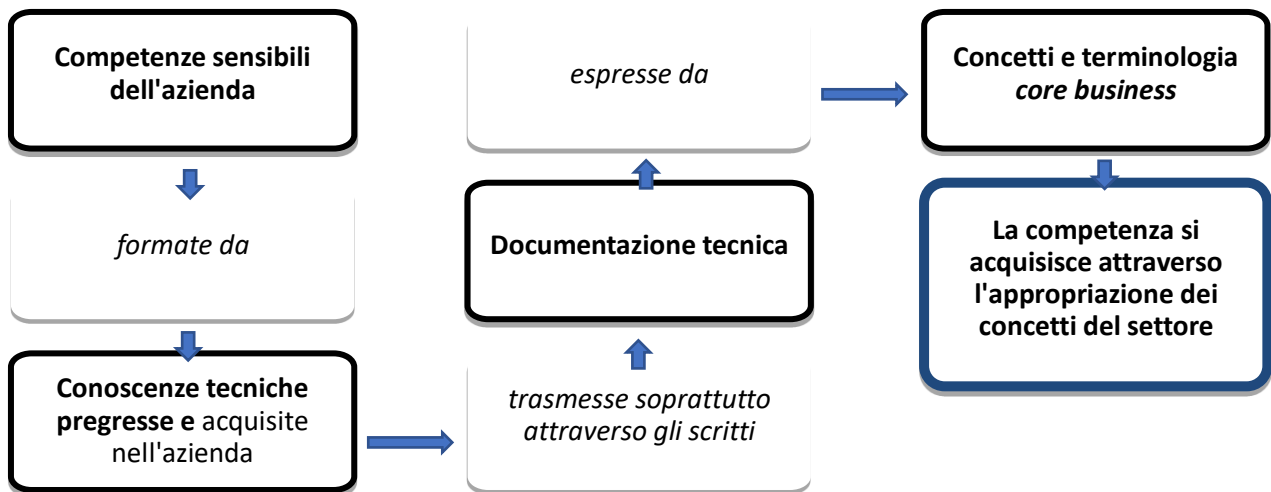 Competenze sensibili
dell'azienda
formate da
Conoscenze tecniche
pregresse e acquisite
nell'azienda
trasmesse soprattutto
attraverso gli scritti
Documentazione tecnica
espresse da
Concetti e terminologia
core business
La competenza si
acquisisce attraverso
l'appropriazione dei
concetti del settore